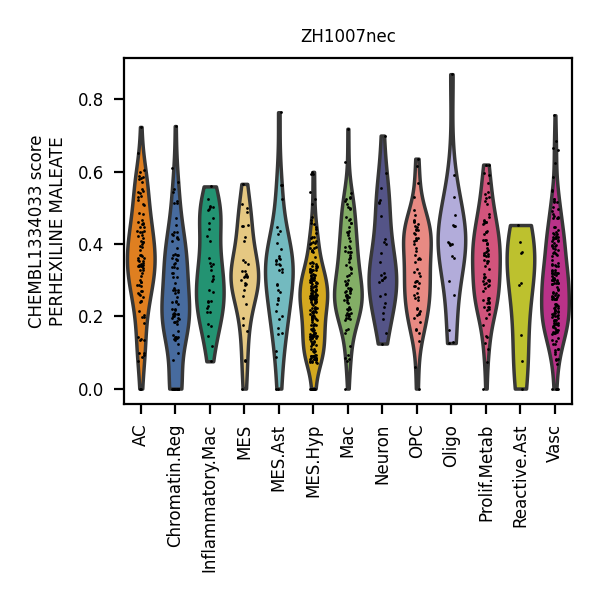 ZH1007nec
CHEMBL1334033 score
PERHEXILINE MALEATE
0.8
0.6
0.4
0.2
0.0
AC
Chromatin.Reg
Inflammatory.Mac
MES
MES.Ast
MES.Hyp
Mac
Neuron
OPC
Oligo
Prolif.Metab
Reactive.Ast
Vasc